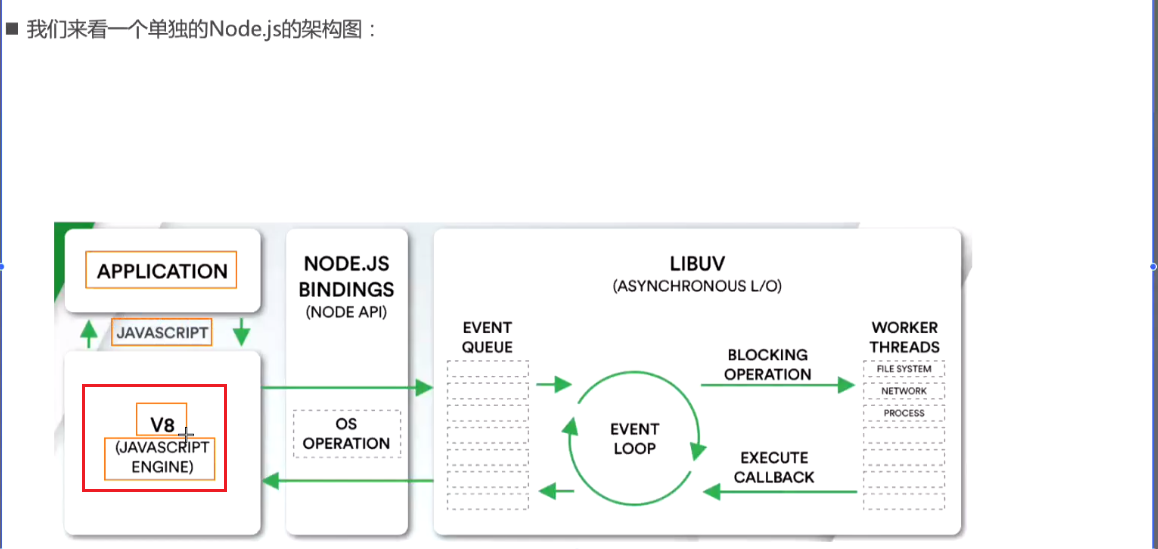 ■ 我们来看一个单独的Node.js的架构图：
APPLICATION
JAVASCRIPT
V8
(JAVASCRIPT
ENGINE)
NODE.JS
BINDINGS
(NODE API)
OS
OPERATION
LIBUV
(ASYNCHRONOUS L/O)
EVENT
QUEUE
EVENT
LOOP
BLOCKING
OPERATION
EXECUTE
CALLBACK
WORKER
THREADS
FILE SYSTEM
NETWORK
PROCESS